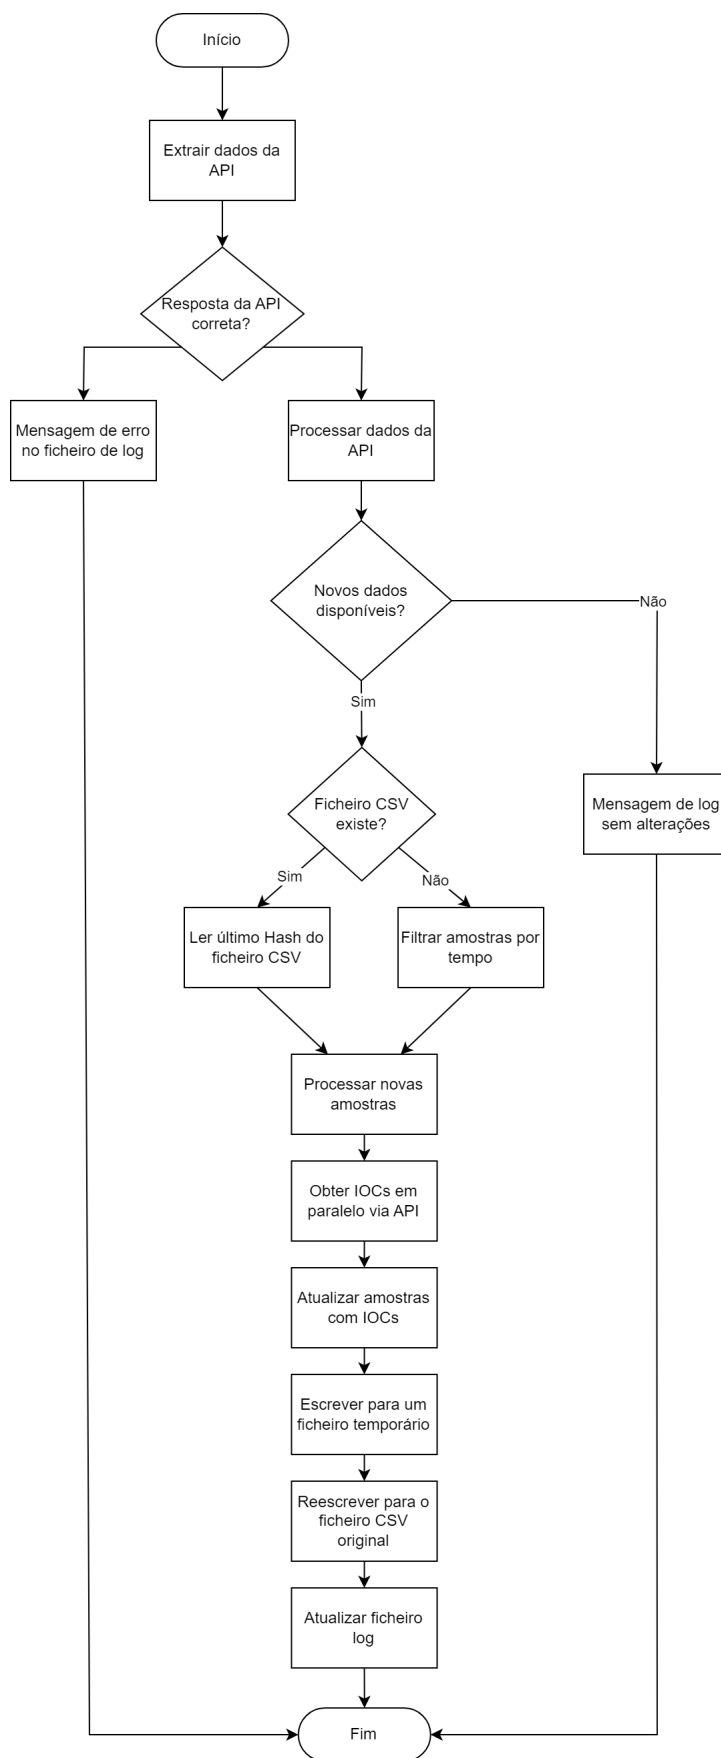 Início
Extrair dados da
API
Resposta da API
correta?
Mensagem de erro
no ficheiro de log
Processar dados da
API
Novos dados
disponíveis?
Não
Sim
Ficheiro CSV
existe?
Mensagem de log
sem alterações
Sim
Não
Ler último Hash do
ficheiro CSV
Filtrar amostras por
tempo
Processar novas
amostras
Obter IOCs em
paralelo via API
Atualizar amostras
com IOCs
Escrever para um
ficheiro temporário
Reescrever para o
ficheiro CSV
original
Atualizar ficheiro
log
Fim